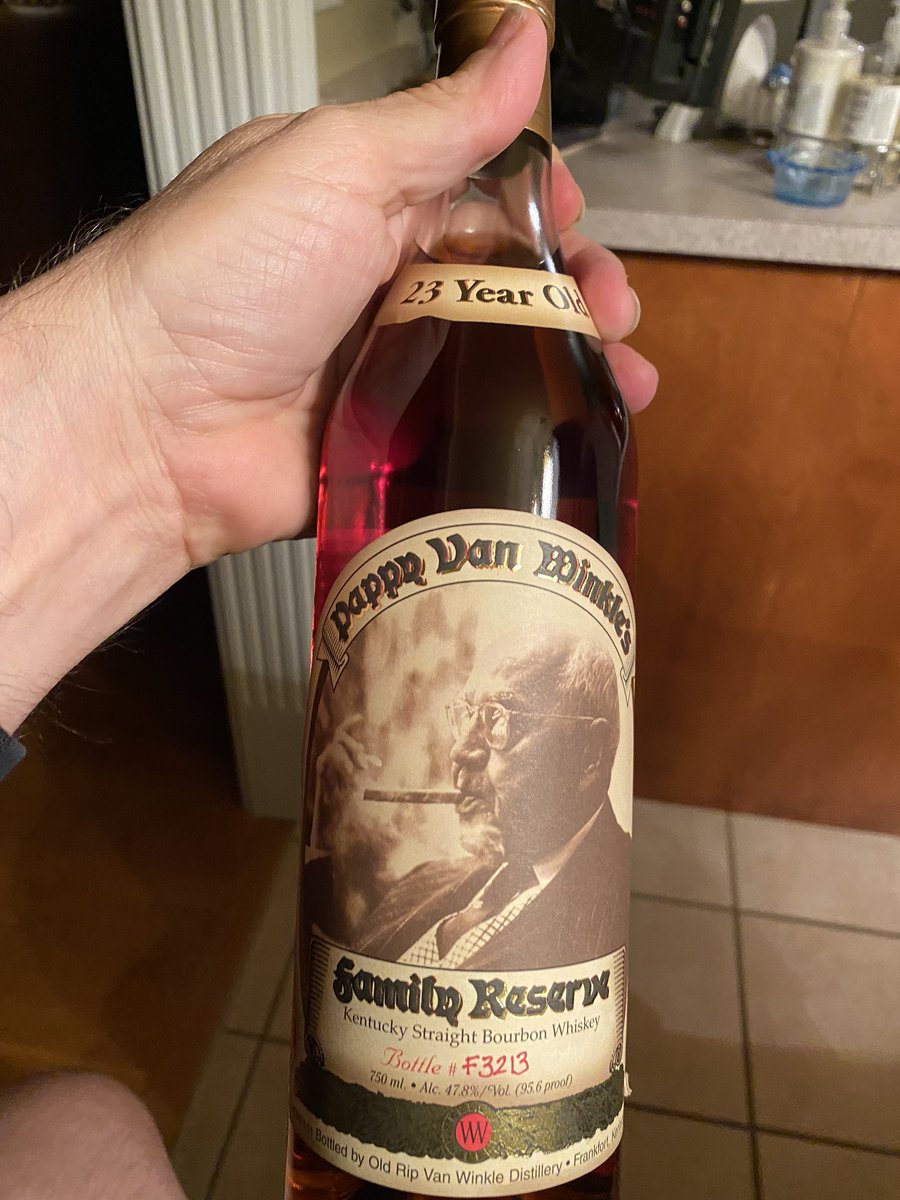 23 Year Old
Pappy Van Winkle's
Family Reserve
Kentucky Straight Bourbon Whiskey
Bottle # F3213
750 ml. • Alc. 47.8%/Vol. (95.6 proof)
VW
Bottled by Old Rip Van Winkle Distillery • Frankfort,